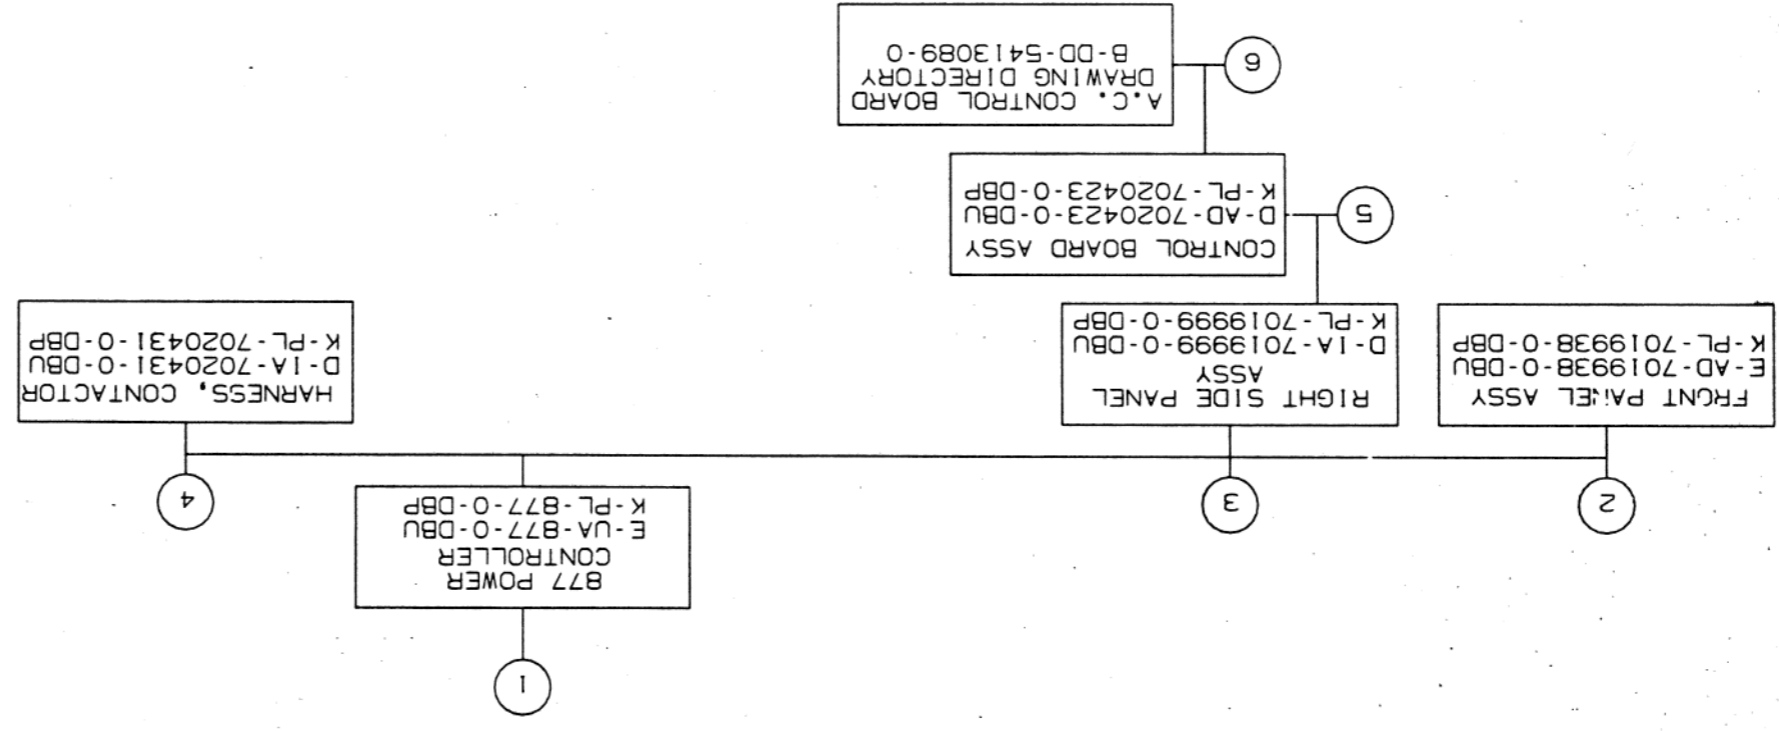 1
877 POWER
CONTROLLER
E-UA-877-0-DBU
K-PL-877-0-DBP
2
FRONT PANEL ASSY
E-AD-7019938-0-DBU
K-PL-7019938-0-DBP
3
RIGHT SIDE PANEL
ASSY
D-IA-7019999-0-DBU
K-PL-7019999-0-DBP
4
HARNESS, CONTACTOR
D-IA-7020431-0-DBU
K-PL-7020431-0-DBP
5
CONTROL BOARD ASSY
D-AD-7020423-0-DBU
K-PL-7020423-0-DBP
6
A.C. CONTROL BOARD
DRAWING DIRECTORY
B-DD-5413089-0